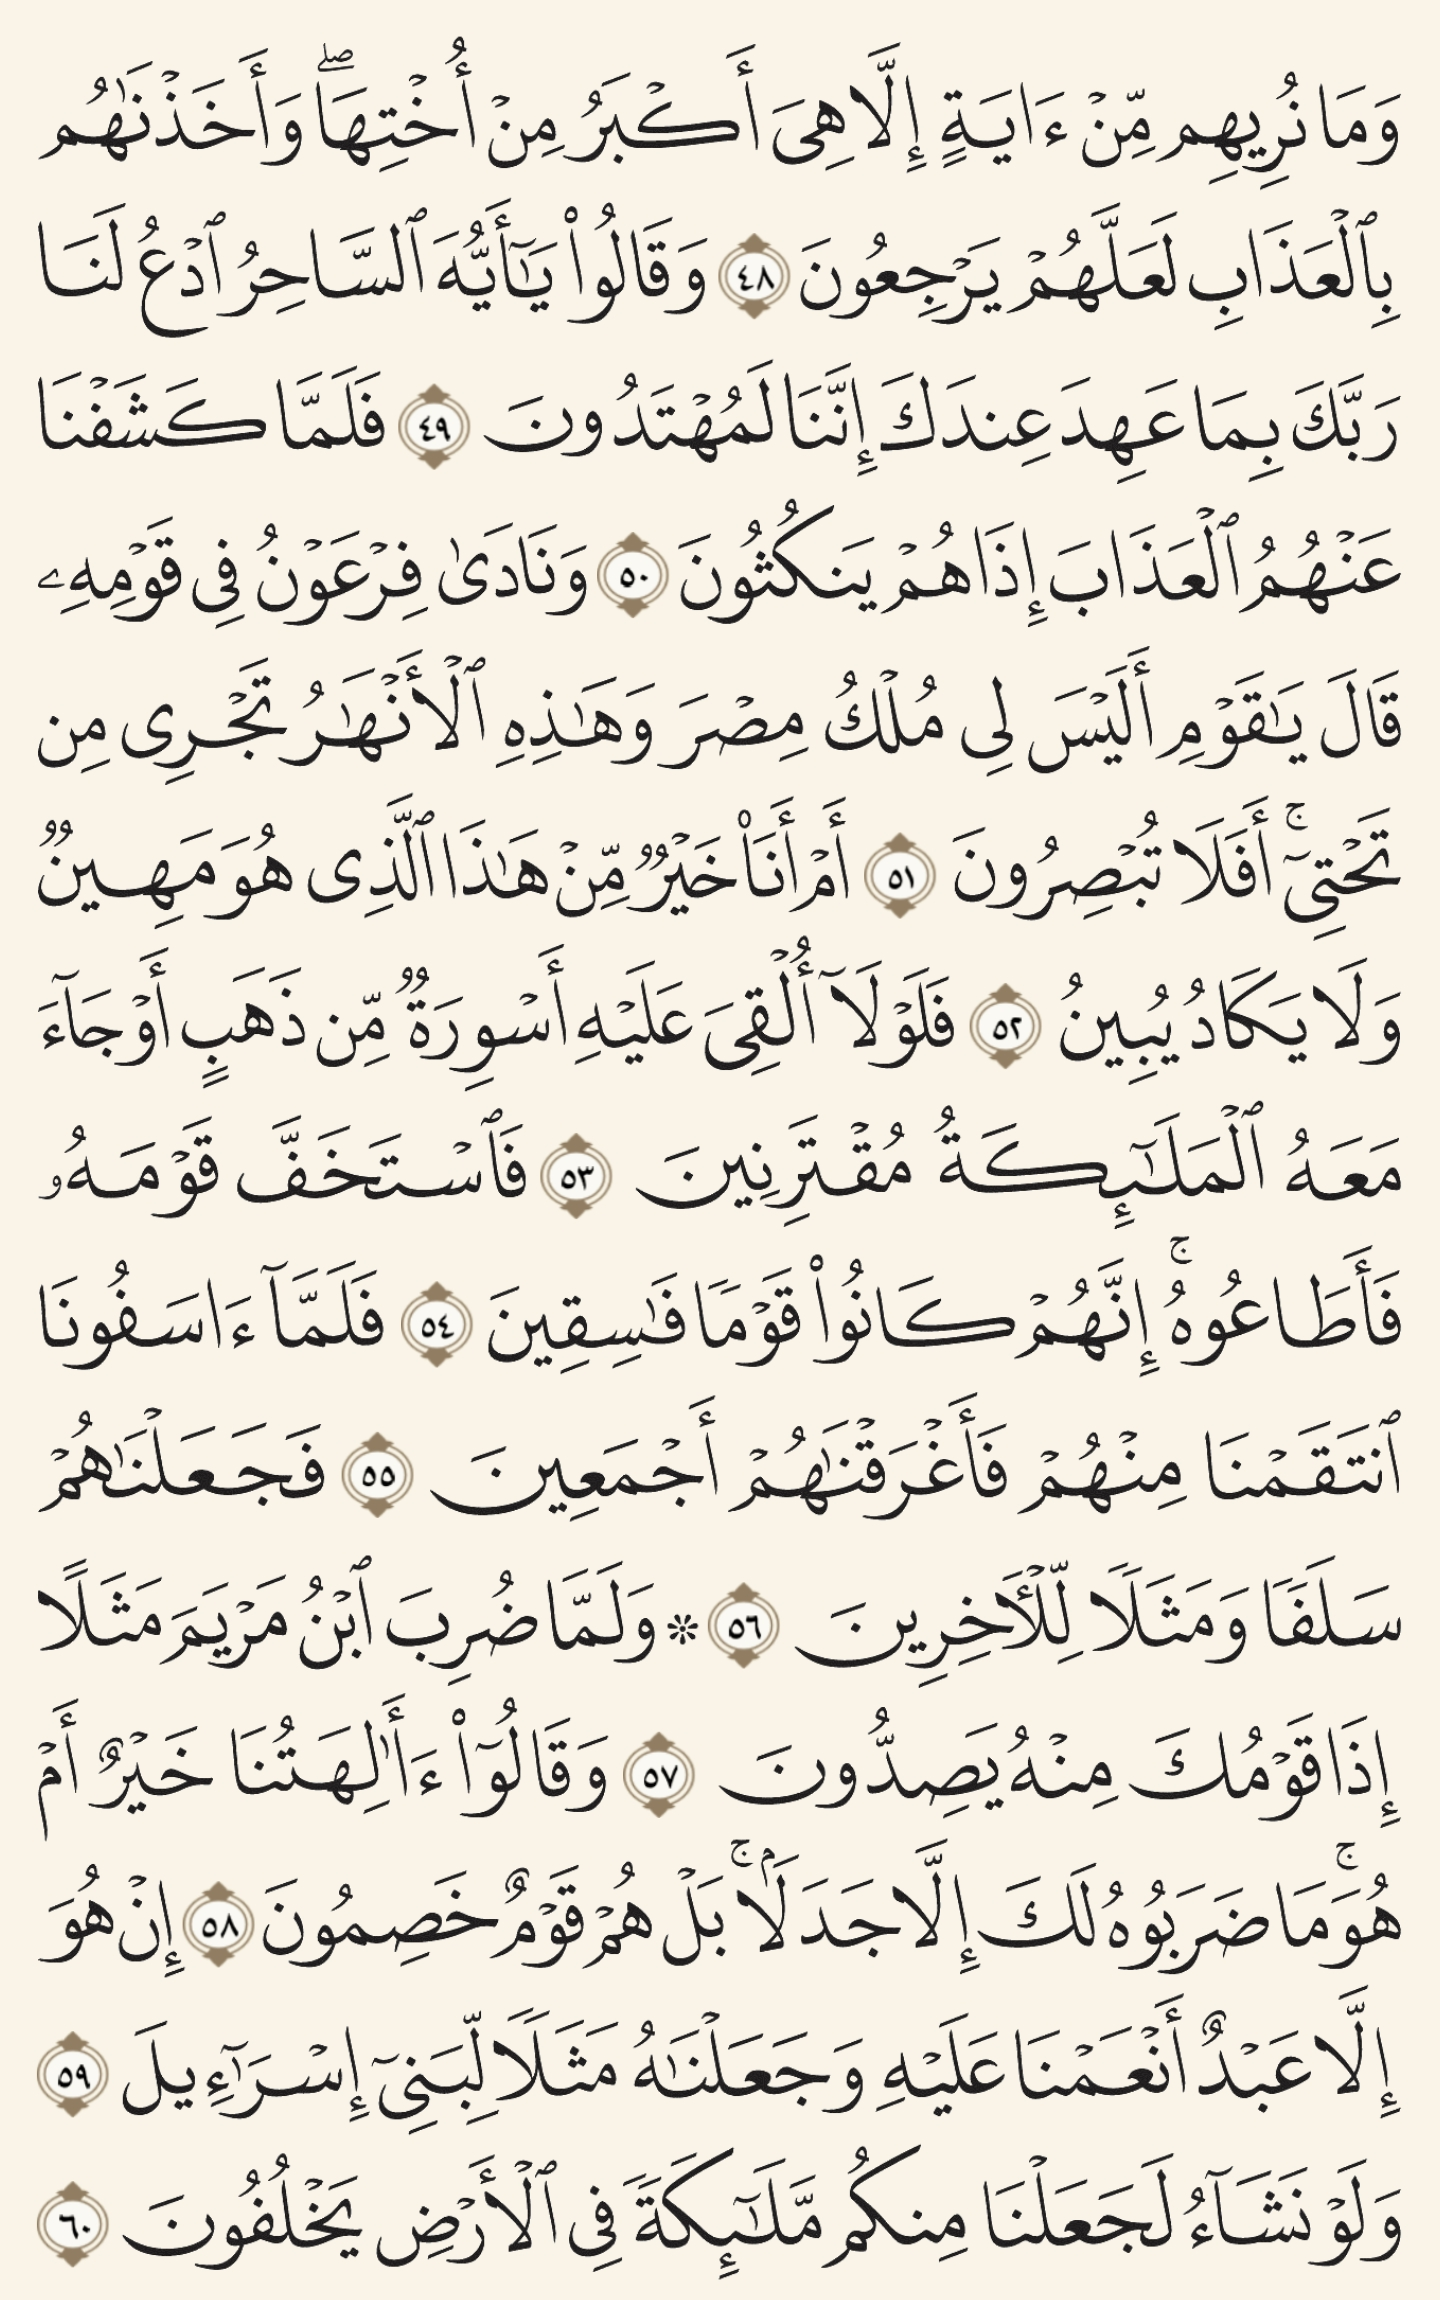 وَمَا نُرِيهِم مِّنۡ ءَايَةٍ إِلَّا هِىَ أَكۡبَرُ مِنۡ أُخۡتِهَاۖ وَأَخَذۡنَٰهُم
بِٱلۡعَذَابِ لَعَلَّهُمۡ يَرۡجِعُونَ ٤٨ وَقَالُواْ يَٰٓأَيُّهَ ٱلسَّاحِرُ ٱدۡعُ لَنَا
رَبَّكَ بِمَا عَهِدَ عِندَكَ إِنَّنَا لَمُهۡتَدُونَ ٤٩ فَلَمَّا كَشَفۡنَا
عَنۡهُمُ ٱلۡعَذَابَ إِذَا هُمۡ يَنكُثُونَ ٥٠ وَنَادَىٰ فِرۡعَوۡنُ فِى قَوۡمِهِۦ
قَالَ يَٰقَوۡمِ أَلَيۡسَ لِى مُلۡكُ مِصۡرَ وَهَٰذِهِ ٱلۡأَنۡهَٰرُ تَجۡرِى مِن
تَحۡتِىٓۚ أَفَلَا تُبۡصِرُونَ ٥١ أَمۡ أَنَا۠ خَيۡرٞ مِّنۡ هَٰذَا ٱلَّذِى هُوَ مَهِينٞ
وَلَا يَكَادُ يُبِينُ ٥٢ فَلَوۡلَآ أُلۡقِىَ عَلَيۡهِ أَسۡوِرَةٞ مِّن ذَهَبٍ أَوۡ جَآءَ
مَعَهُ ٱلۡمَلَٰٓئِكَةُ مُقۡتَرِنِينَ ٥٣ فَٱسۡتَخَفَّ قَوۡمَهُۥ
فَأَطَاعُوهُۚ إِنَّهُمۡ كَانُواْ قَوۡمٗا فَٰسِقِينَ ٥٤ فَلَمَّآ ءَاسَفُونَا
ٱنتَقَمۡنَا مِنۡهُمۡ فَأَغۡرَقۡنَٰهُمۡ أَجۡمَعِينَ ٥٥ فَجَعَلۡنَٰهُمۡ
سَلَفٗا وَمَثَلٗا لِّلۡأٓخِرِينَ ٥٦ ۞ وَلَمَّا ضُرِبَ ٱبۡنُ مَرۡيَمَ مَثَلًا
إِذَا قَوۡمُكَ مِنۡهُ يَصِدُّونَ ٥٧ وَقَالُوٓاْ ءَأَٰلِهَتُنَا خَيۡرٌ أَمۡ
هُوَۚ مَا ضَرَبُوهُ لَكَ إِلَّا جَدَلَۢاۚ بَلۡ هُمۡ قَوۡمٌ خَصِمُونَ ٥٨ إِنۡ هُوَ
إِلَّا عَبۡدٌ أَنۡعَمۡنَا عَلَيۡهِ وَجَعَلۡنَٰهُ مَثَلٗا لِّبَنِىٓ إِسۡرَٰٓءِيلَ ٥٩
وَلَوۡ نَشَآءُ لَجَعَلۡنَا مِنكُم مَّلَٰٓئِكَةٗ فِى ٱلۡأَرۡضِ يَخۡلُفُونَ ٦٠